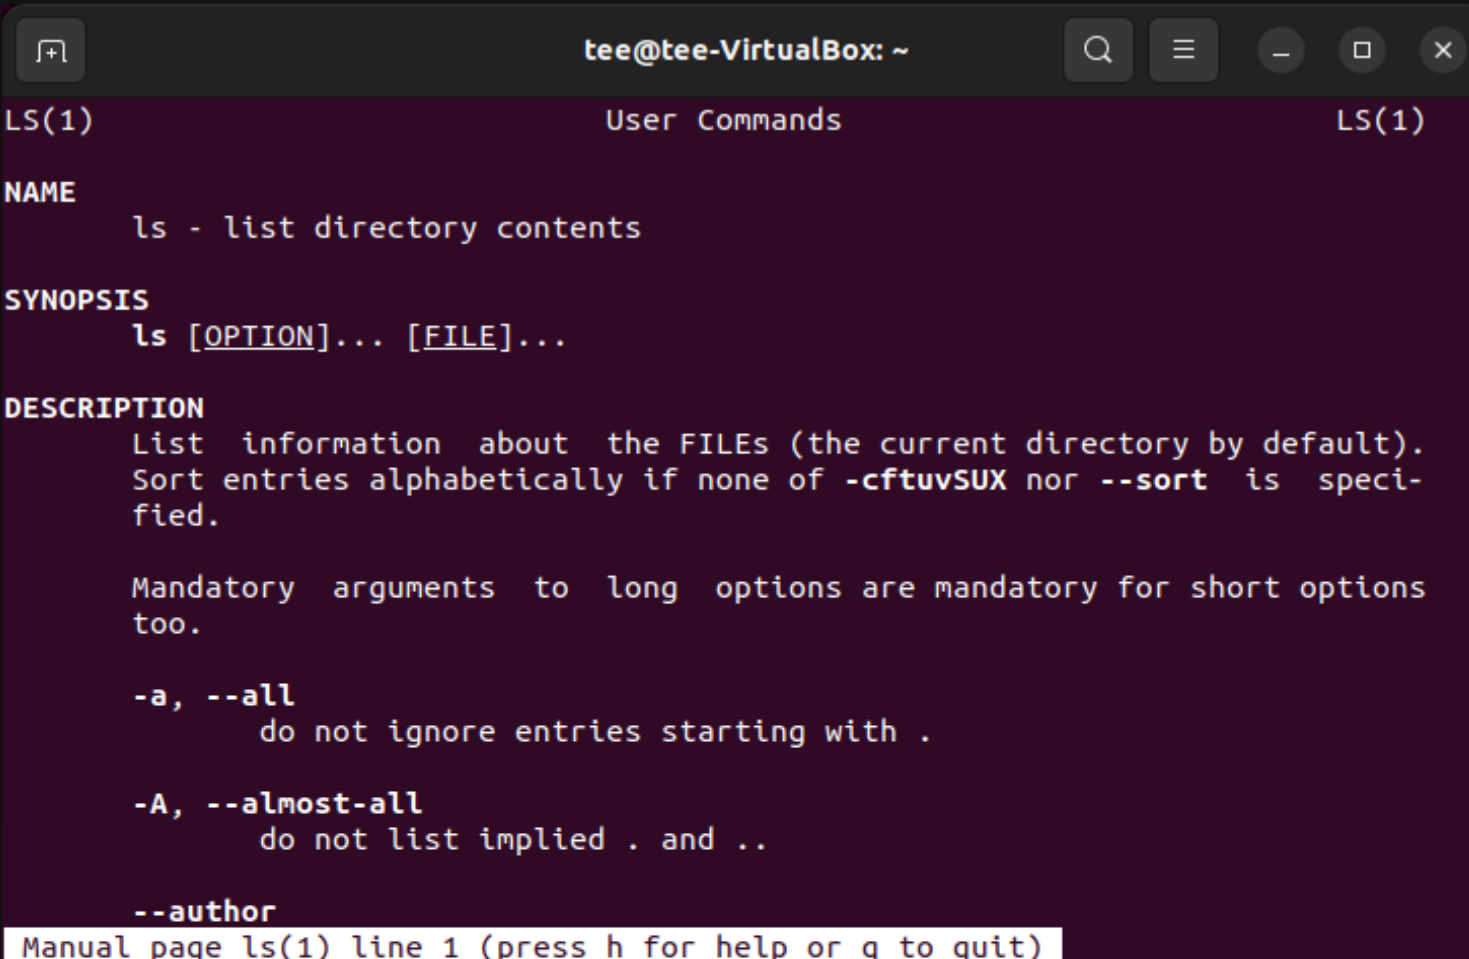 tee@tee-VirtualBox: ~
LS(1) User Commands LS(1)
NAME
ls - list directory contents
SYNOPSIS
ls [OPTION]... [FILE]...
DESCRIPTION
List information about the FILEs (the current directory by default).
Sort entries alphabetically if none of -cftuvSUX nor --sort is speci-
fied.
Mandatory arguments to long options are mandatory for short options
too.
-a, --all
do not ignore entries starting with .
-A, --almost-all
do not list implied . and ..
--author
Manual page ls(1) line 1 (press h for help or q to quit)